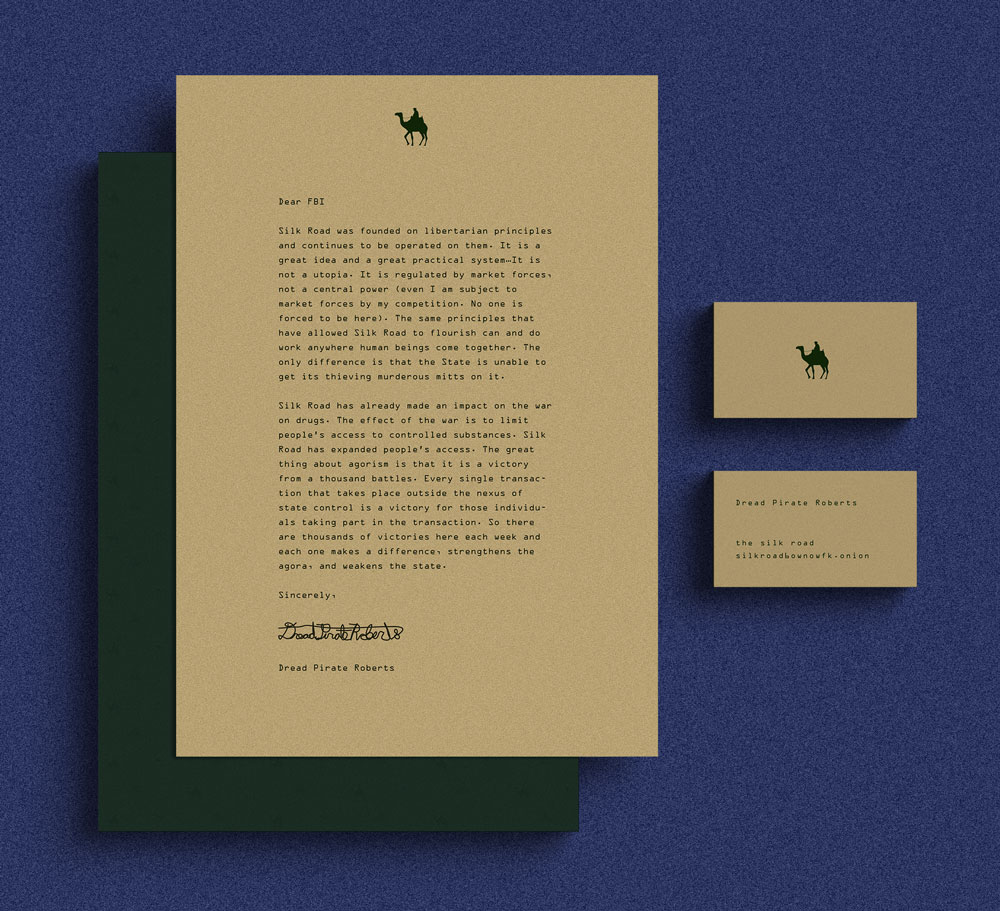 Dear FBI
Silk Road was founded on libertarian principles
and continues to be operated on them. It is a
great idea and a great practical system…It is
not a utopia. It is regulated by market forces,
not a central power (even I am subject to
market forces by my competition. No one is
forced to be here). The same principles that
have allowed Silk Road to flourish can and do
work anywhere human beings come together. The
only difference is that the State is unable to
get its thieving murderous mitts on it.
Silk Road has already made an impact on the war
on drugs. The effect of the war is to limit
people's access to controlled substances. Silk
Road has expanded people's access. The great
thing about agorism is that it is a victory
from a thousand battles. Every single transac-
tion that takes place outside the nexus of
state control is a victory for those individu-
als taking part in the transaction. So there
are thousands of victories here each week and
each one makes a difference, strengthens the
agora, and weakens the state.
Sincerely,
Dread Pirate Roberts
Dread Pirate Roberts
Dread Pirate Roberts
the silk road
silkroad6ownowfk.onion